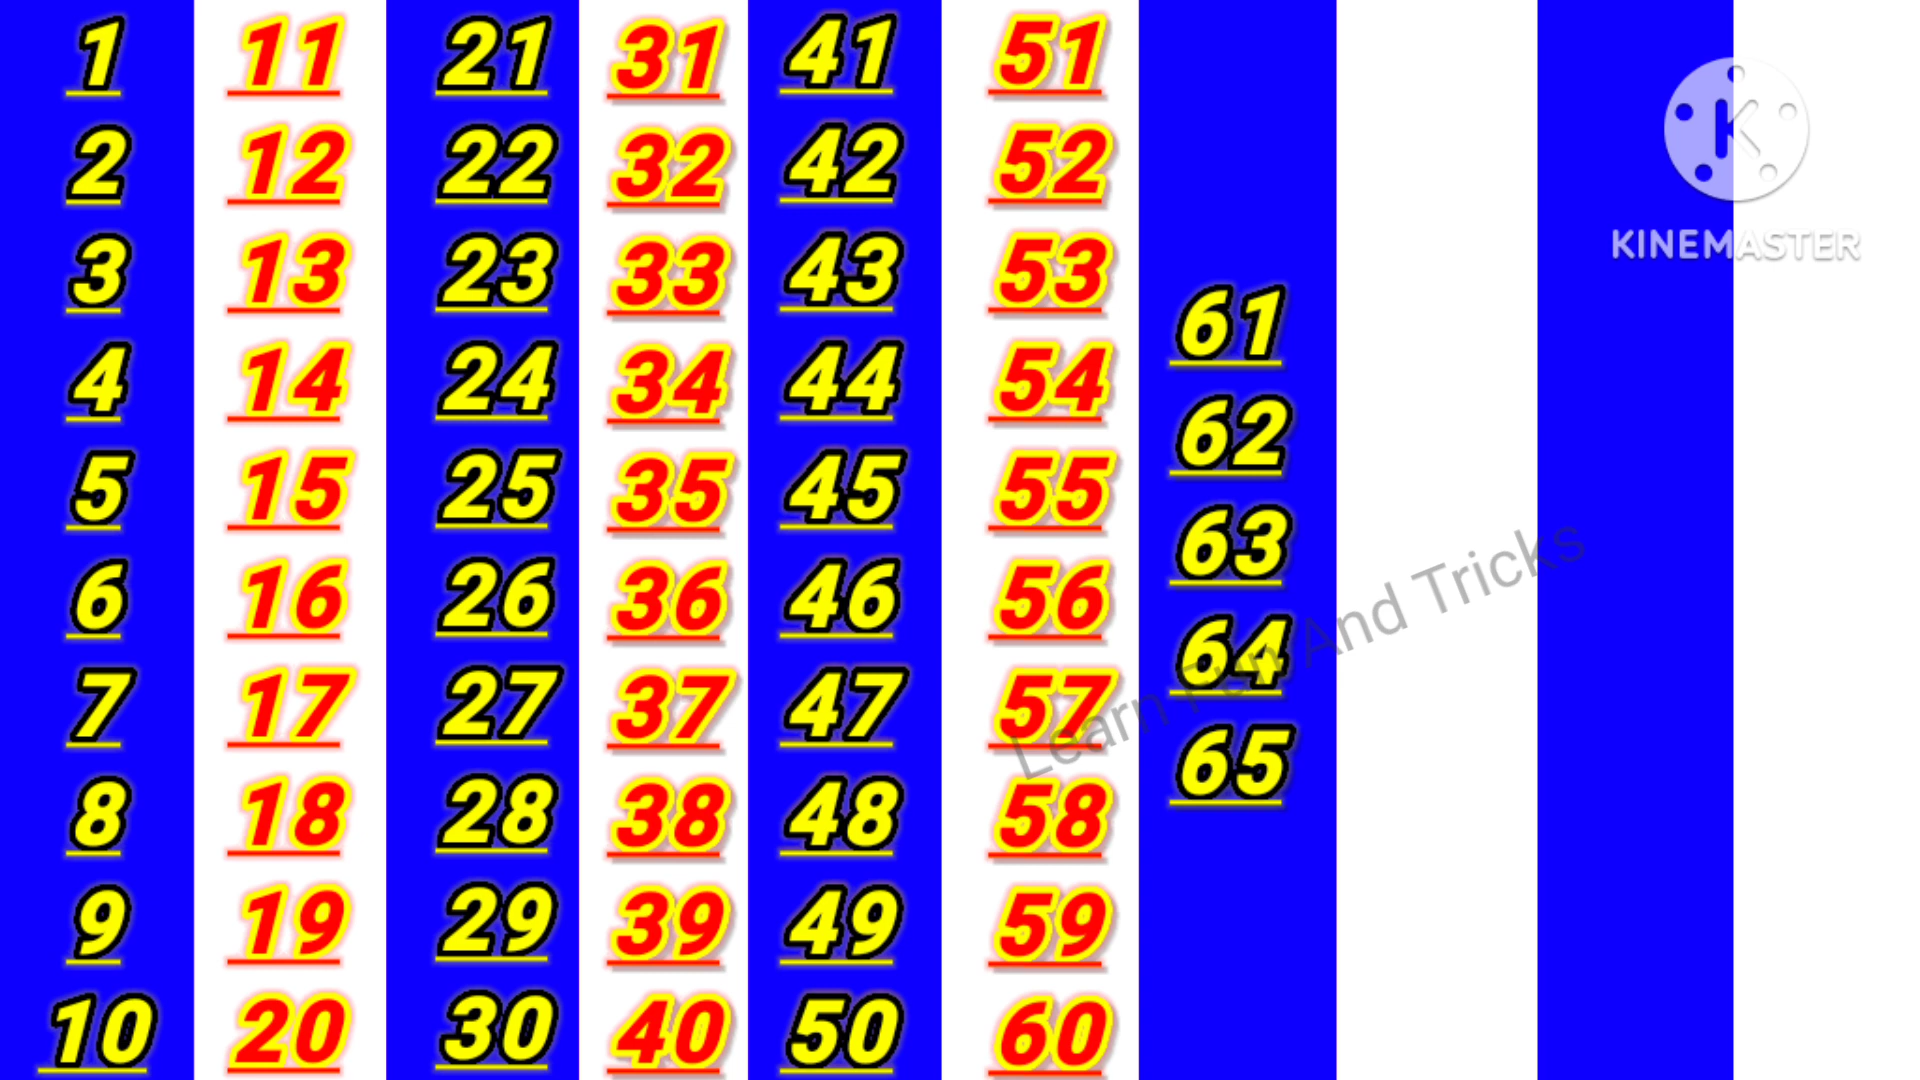 1 11 21 31 41 51
2 12 22 32 42 52
3 13 23 33 43 53
61
4 14 24 34 44 54
62
5 15 25 35 45 55
63
6 16 26 36 46 56
64
7 17 27 37 47 57
65
8 18 28 38 48 58
9 19 29 39 49 59
10 20 30 40 50 60
KINEMASTER
Learn Fun And Tricks